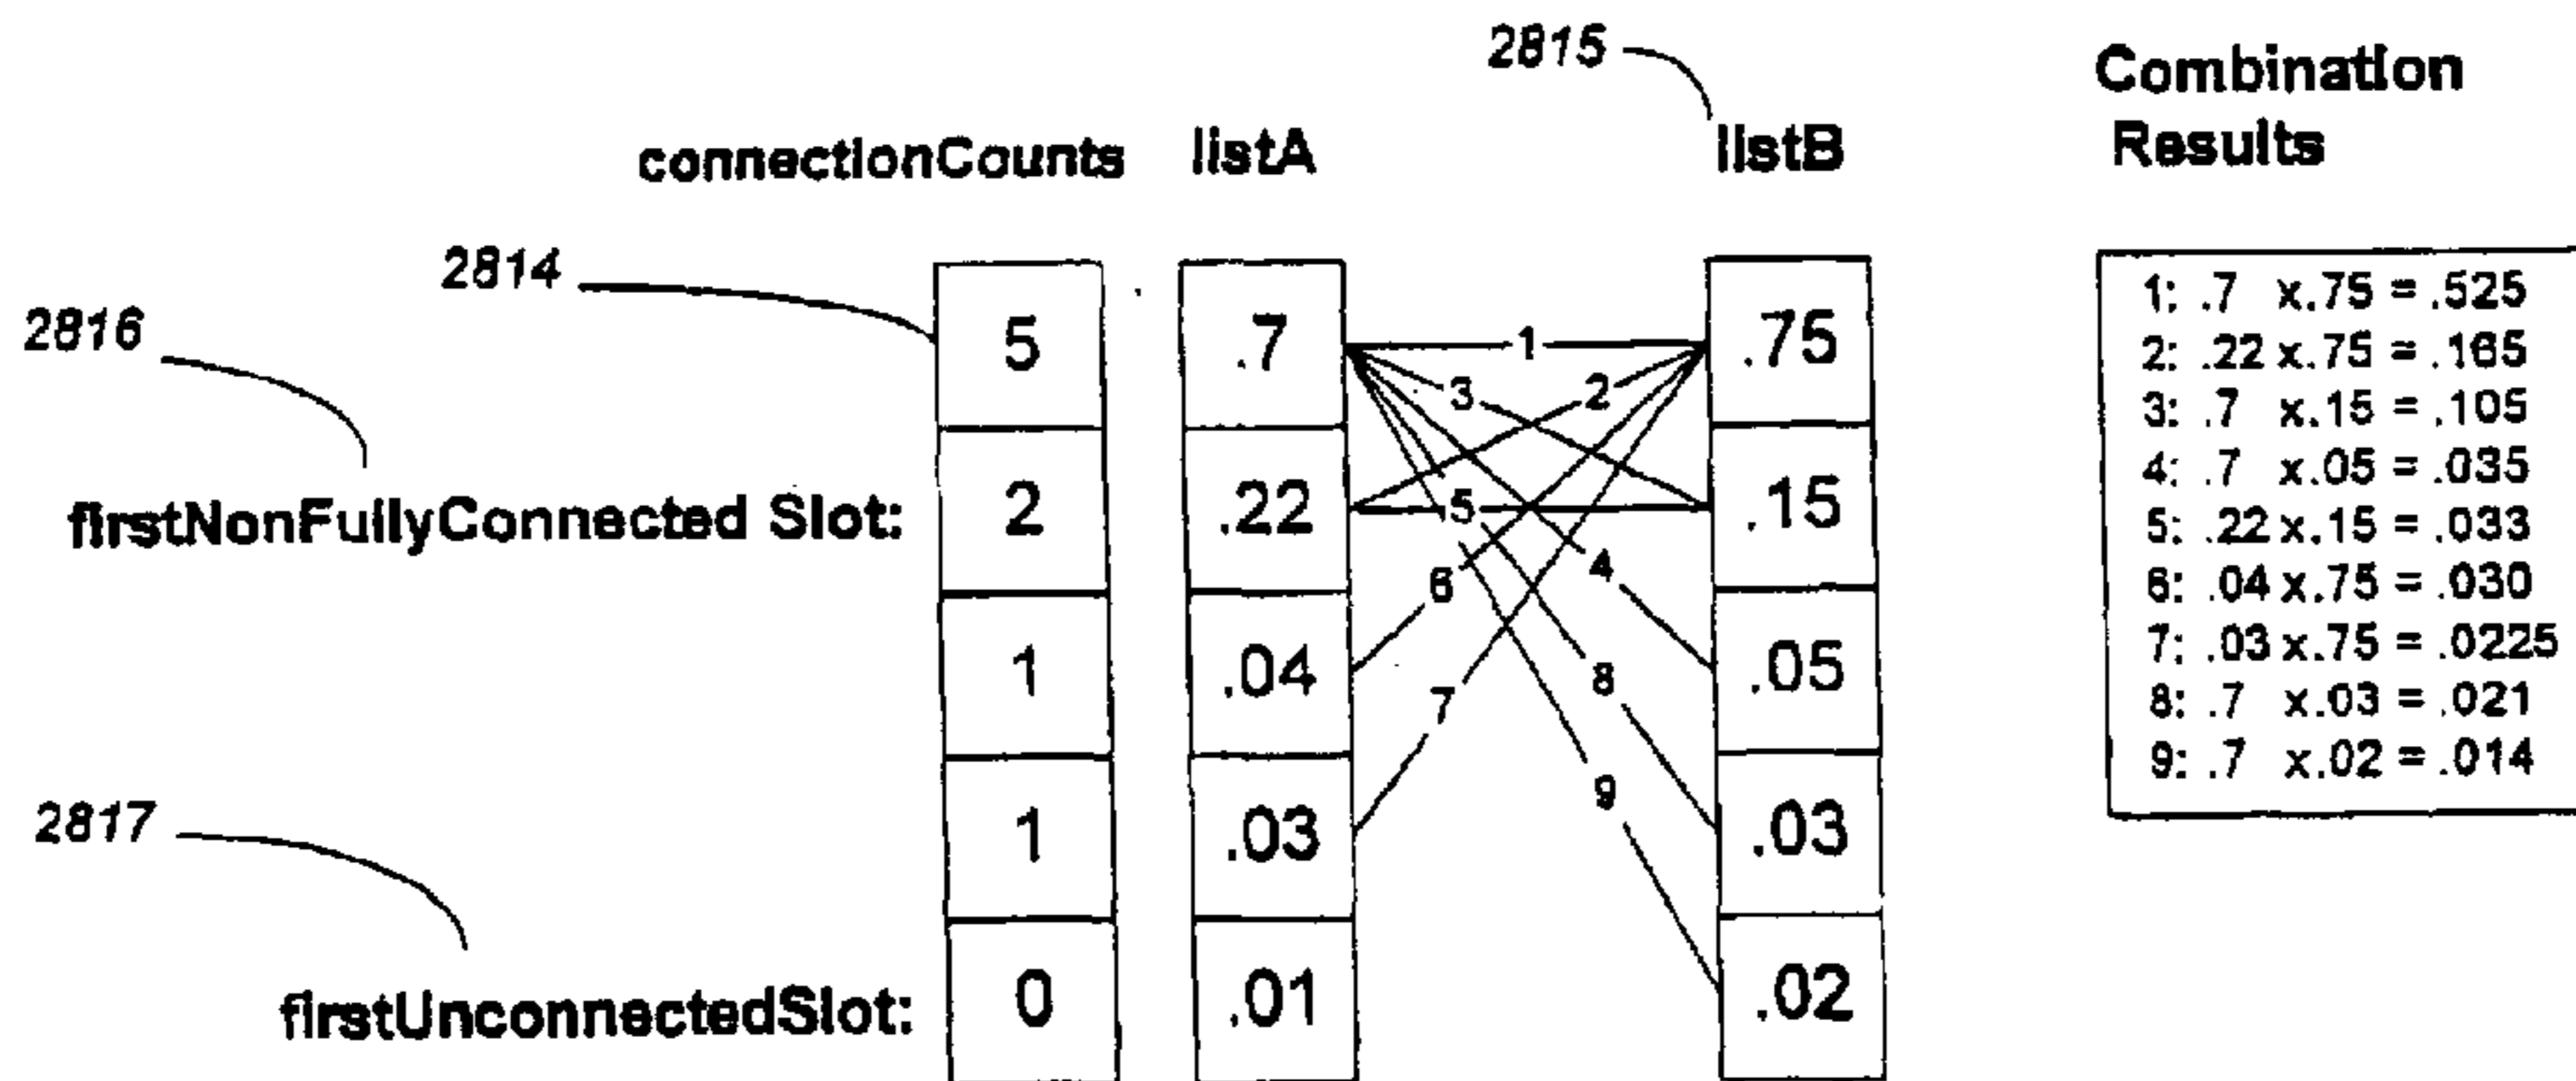 2815
Combination
Results
connectionCounts listA listB
2814
2816
2817
5 .7 .75
firstNonFullyConnected Slot: 2 .22 .15
1 .04 .05
1 .03 .03
firstUnconnectedSlot: 0 .01 .02
1
3 2
5
4
6
8
7
9
1: .7 x.75 = .525
2: .22 x.75 = .165
3: .7 x.15 = .105
4: .7 x.05 = .035
5: .22 x.15 = .033
6: .04 x.75 = .030
7: .03 x.75 = .0225
8: .7 x.03 = .021
9: .7 x.02 = .014